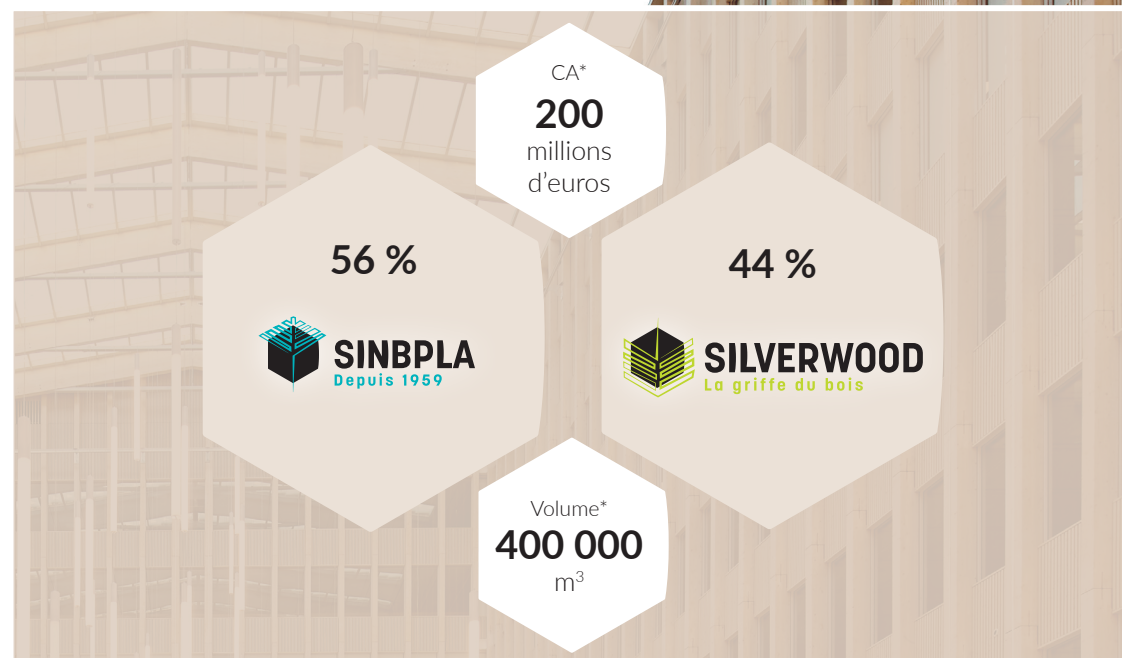 CA*
200
millions
d’euros
56 %
44 %
SINBPLA
Depuis 1959
SILVERWOOD
La griffe du bois
Volume*
400 000
m³